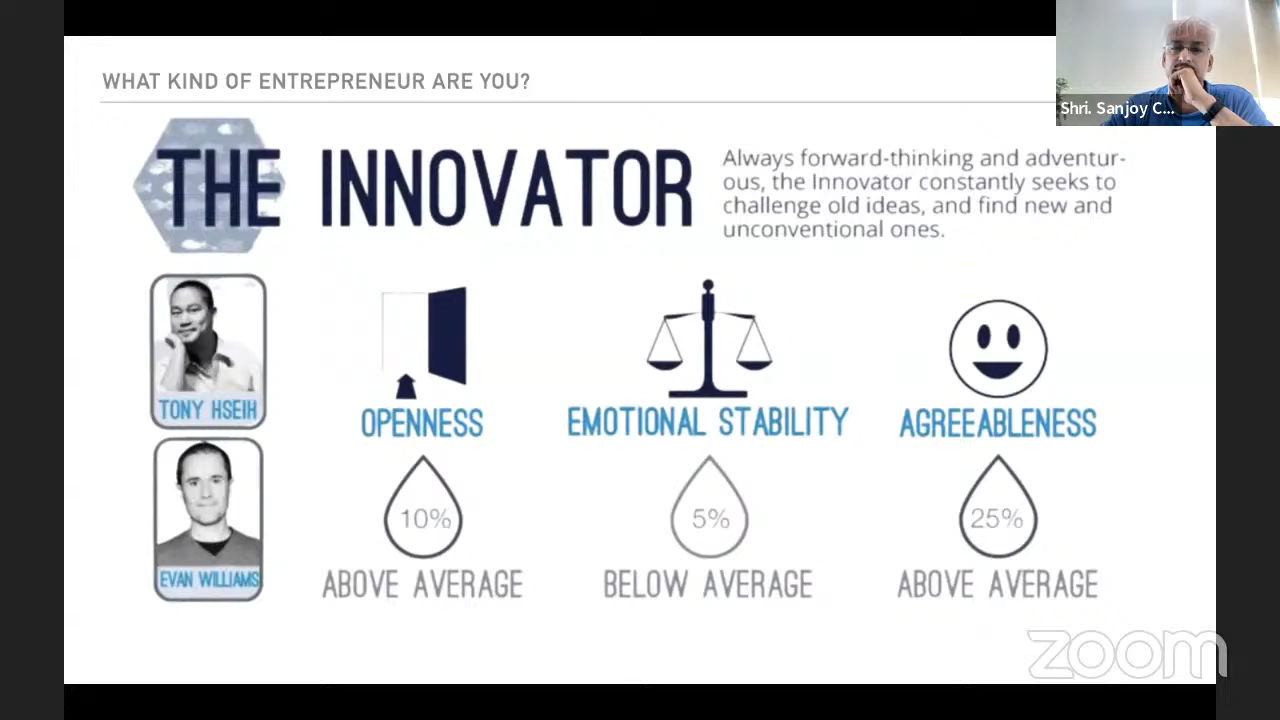 WHAT KIND OF ENTREPRENEUR ARE YOU?
Shri. Sanjoy C...
THE INNOVATOR
Always forward-thinking and adventur-
ous, the Innovator constantly seeks to
challenge old ideas, and find new and
unconventional ones.
TONY HSEIH
OPENNESS
EMOTIONAL STABILITY
AGREEABLENESS
10%
5%
25%
EVAN WILLIAMS
ABOVE AVERAGE
BELOW AVERAGE
ABOVE AVERAGE
zoom